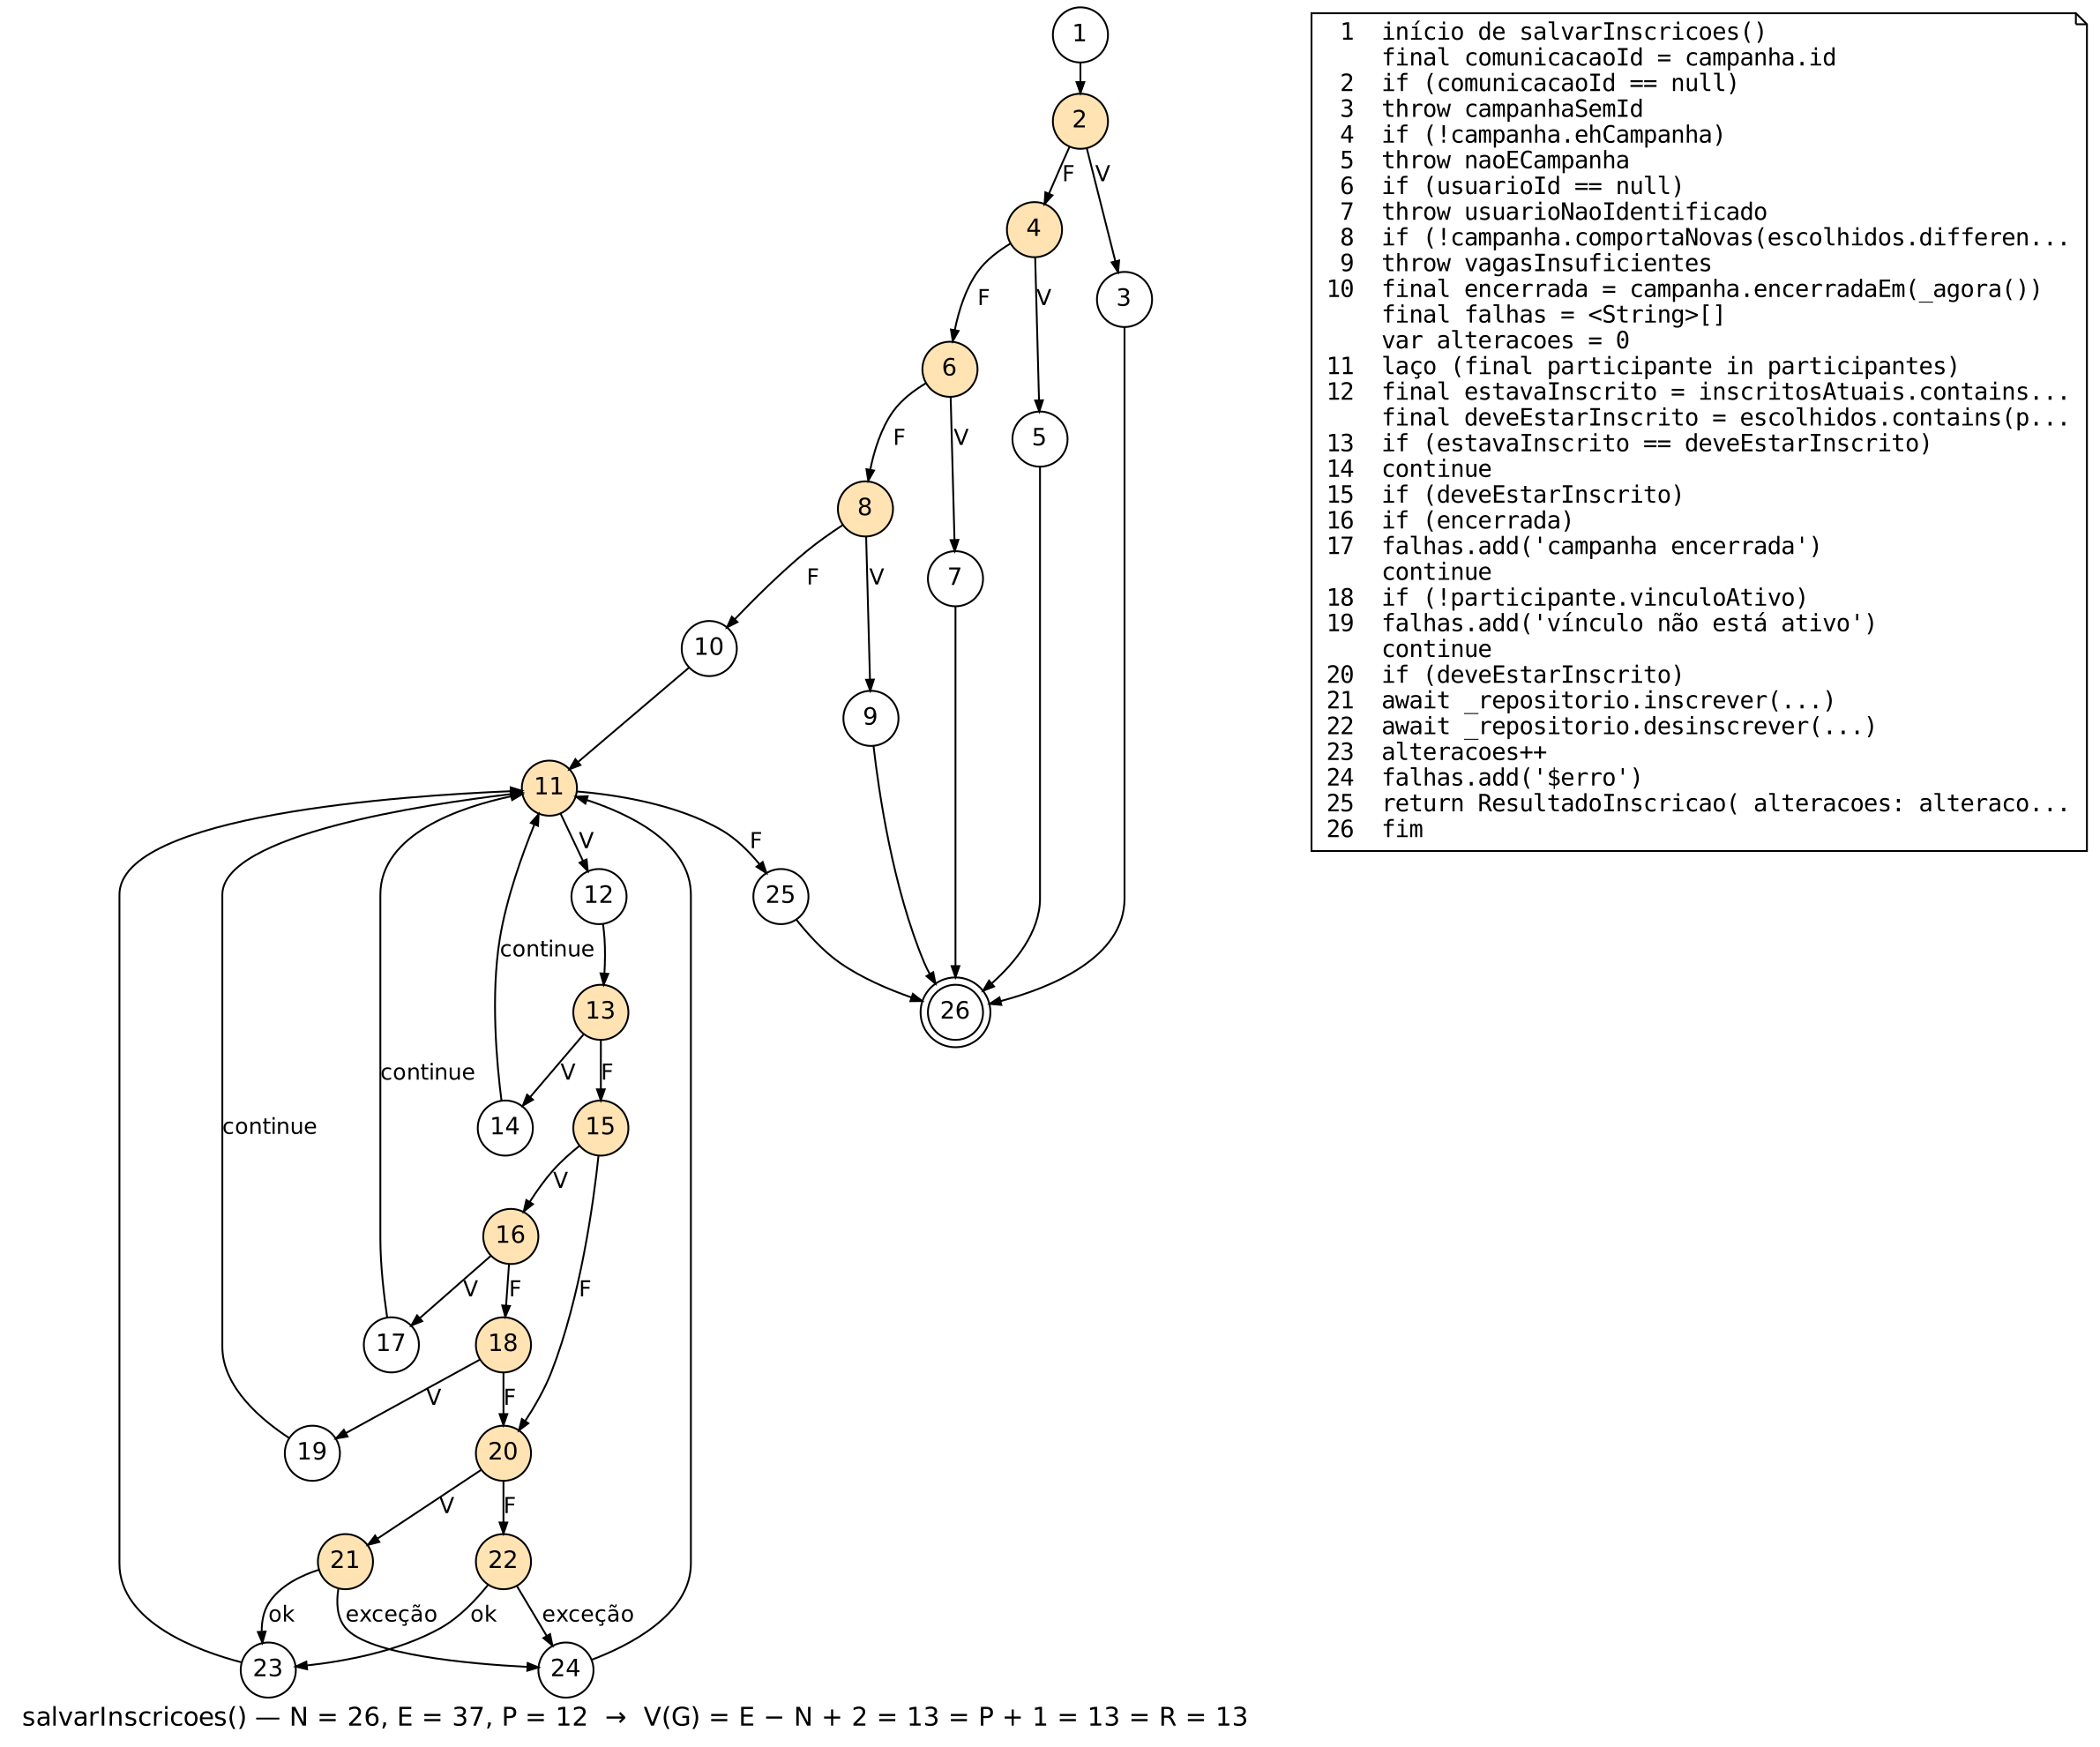 1
2
F
V
4
3
F
V
6
5
F
V
8
7
F
V
10
9
11
V
F
12
25
continue
13
26
continue
V
F
14
15
continue
V
16
V
F
F
17
18
V
F
19
20
V
F
21
22
ok
exceção
ok
exceção
23
24
salvarInscricoes() — N = 26, E = 37, P = 12 → V(G) = E − N + 2 = 13 = P + 1 = 13 = R = 13
1 início de salvarInscricoes()
final comunicacaoId = campanha.id
2 if (comunicacaoId == null)
3 throw campanhaSemId
4 if (!campanha.ehCampanha)
5 throw naoECampanha
6 if (usuarioId == null)
7 throw usuarioNaoIdentificado
8 if (!campanha.comportaNovas(escolhidos.differen...
9 throw vagasInsuficientes
10 final encerrada = campanha.encerradaEm(_agora())
final falhas = <String>[]
var alteracoes = 0
11 laço (final participante in participantes)
12 final estavaInscrito = inscritosAtuais.contains...
final deveEstarInscrito = escolhidos.contains(p...
13 if (estavaInscrito == deveEstarInscrito)
14 continue
15 if (deveEstarInscrito)
16 if (encerrada)
17 falhas.add('campanha encerrada')
continue
18 if (!participante.vinculoAtivo)
19 falhas.add('vínculo não está ativo')
continue
20 if (deveEstarInscrito)
21 await _repositorio.inscrever(...)
22 await _repositorio.desinscrever(...)
23 alteracoes++
24 falhas.add('$erro')
25 return ResultadoInscricao( alteracoes: alteraco...
26 fim